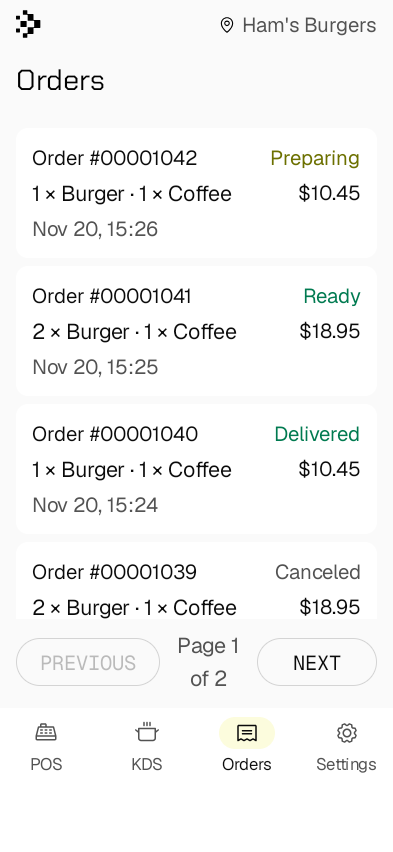 Ham's Burgers
Orders
Order #00001042 Preparing
1 × Burger · 1 × Coffee $10.45
Nov 20, 15:26
Order #00001041 Ready
2 × Burger · 1 × Coffee $18.95
Nov 20, 15:25
Order #00001040 Delivered
1 × Burger · 1 × Coffee $10.45
Nov 20, 15:24
Order #00001039 Canceled
2 × Burger · 1 × Coffee $18.95
PREVIOUS Page 1 of 2 NEXT
POS KDS Orders Settings